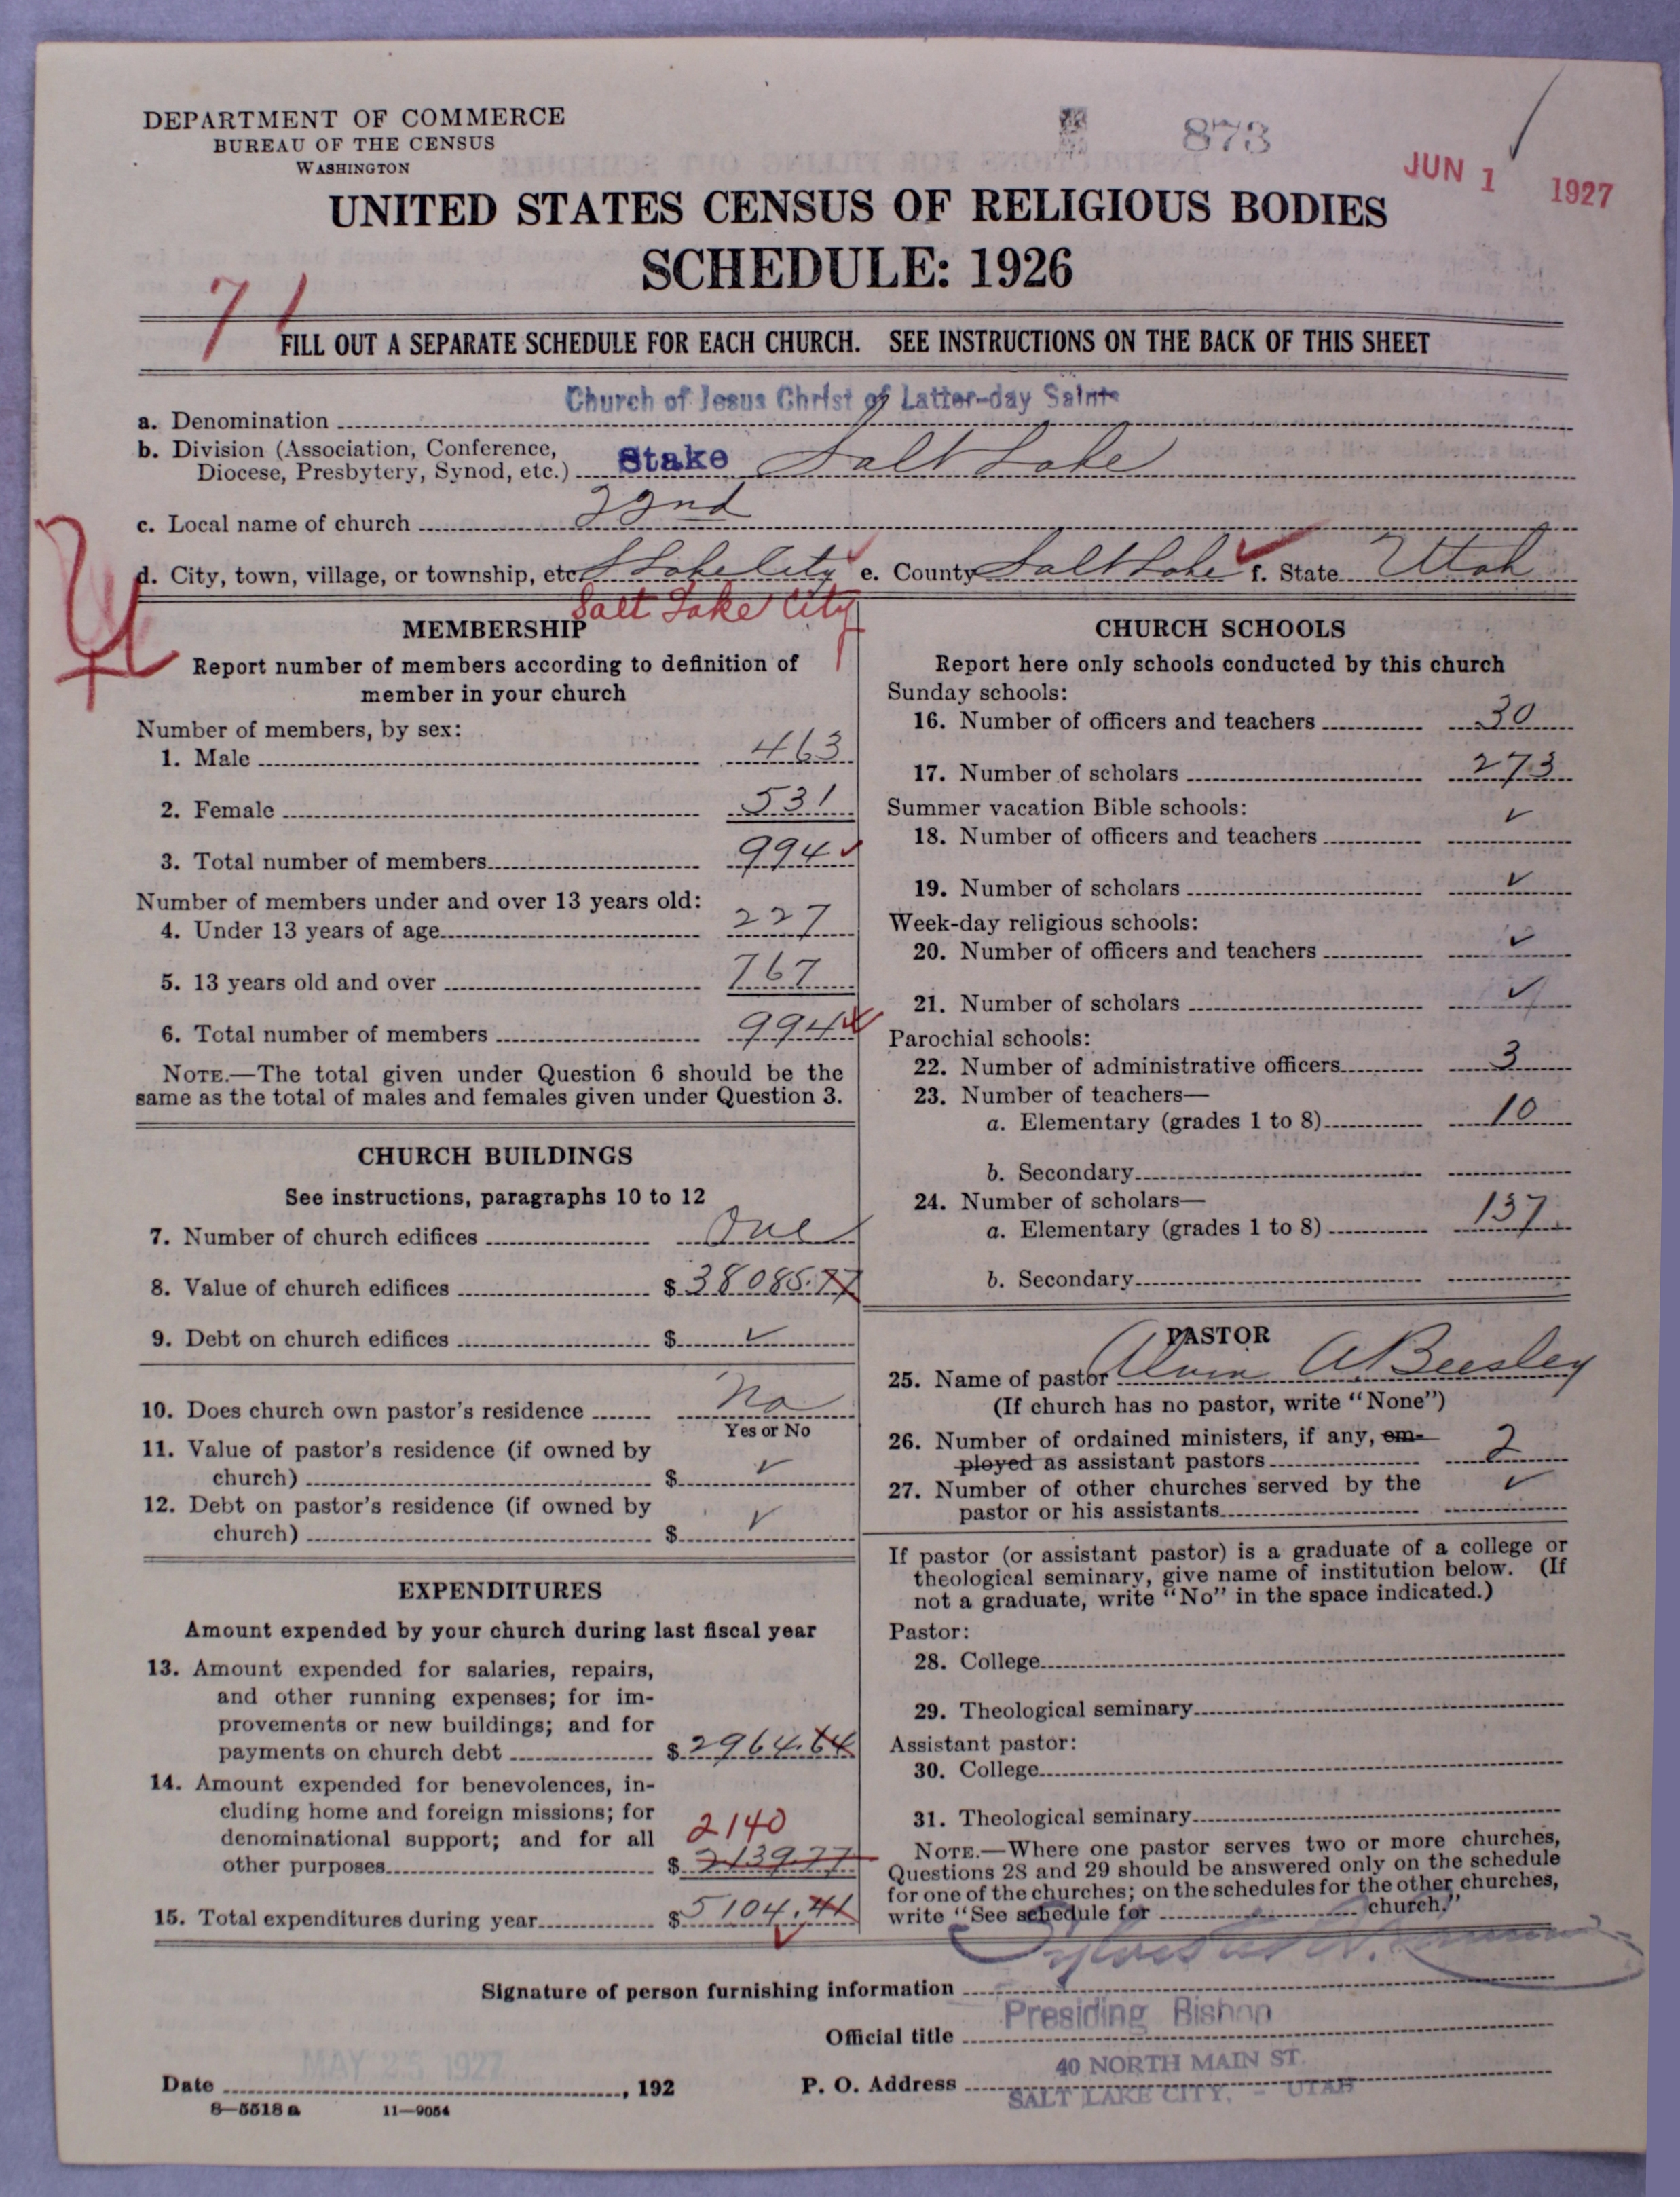 DEPARTMENT OF COMMERCE
BUREAU OF THE CENSUS
WASHINGTON
873
JUN 1 1927
UNITED STATES CENSUS OF RELIGIOUS BODIES
SCHEDULE: 1926
71
FILL OUT A SEPARATE SCHEDULE FOR EACH CHURCH. SEE INSTRUCTIONS ON THE BACK OF THIS SHEET
Church of Jesus Christ of Latter-day Saints
a. Denomination
b. Division (Association, Conference,
Diocese, Presbytery, Synod, etc.) Stake Salt Lake
c. Local name of church 22nd
d. City, town, village, or township, etc. S Lake City e. County Salt Lake f. State Utah
Salt Lake City
MEMBERSHIP
Report number of members according to definition of
member in your church
Number of members, by sex:
1. Male 463
2. Female 531
3. Total number of members 994
Number of members under and over 13 years old:
4. Under 13 years of age 227
5. 13 years old and over 767
6. Total number of members 994
NOTE.—The total given under Question 6 should be the
same as the total of males and females given under Question 3.
CHURCH BUILDINGS
See instructions, paragraphs 10 to 12
7. Number of church edifices One
8. Value of church edifices $ 38085.77
9. Debt on church edifices $ ✓
10. Does church own pastor's residence No
Yes or No
11. Value of pastor's residence (if owned by
church) $ ✓
12. Debt on pastor's residence (if owned by
church) $ ✓
EXPENDITURES
Amount expended by your church during last fiscal year
13. Amount expended for salaries, repairs,
and other running expenses; for im-
provements or new buildings; and for
payments on church debt $ 2964.64
14. Amount expended for benevolences, in-
cluding home and foreign missions; for
denominational support; and for all 2140
other purposes $ 2139.77
15. Total expenditures during year $ 5104.41
CHURCH SCHOOLS
Report here only schools conducted by this church
Sunday schools:
16. Number of officers and teachers 30
17. Number of scholars 273
Summer vacation Bible schools:
18. Number of officers and teachers ✓
19. Number of scholars ✓
Week-day religious schools:
20. Number of officers and teachers ✓
21. Number of scholars ✓
Parochial schools:
22. Number of administrative officers 3
23. Number of teachers—
a. Elementary (grades 1 to 8) 10
b. Secondary
24. Number of scholars—
a. Elementary (grades 1 to 8) 137
b. Secondary
PASTOR
25. Name of pastor Alvin A. Beesley
(If church has no pastor, write "None")
26. Number of ordained ministers, if any, em-
ployed as assistant pastors 2
27. Number of other churches served by the
pastor or his assistants ✓
If pastor (or assistant pastor) is a graduate of a college or
theological seminary, give name of institution below. (If
not a graduate, write "No" in the space indicated.)
Pastor:
28. College
29. Theological seminary
Assistant pastor:
30. College
31. Theological seminary
NOTE.—Where one pastor serves two or more churches,
Questions 28 and 29 should be answered only on the schedule
for one of the churches; on the schedules for the other churches,
write "See schedule for church."
Signature of person furnishing information
Official title Presiding Bishop
Date MAY 25 1927, 192
P. O. Address 40 NORTH MAIN ST.
SALT LAKE CITY, - UTAH
8—5518 a 11—9054